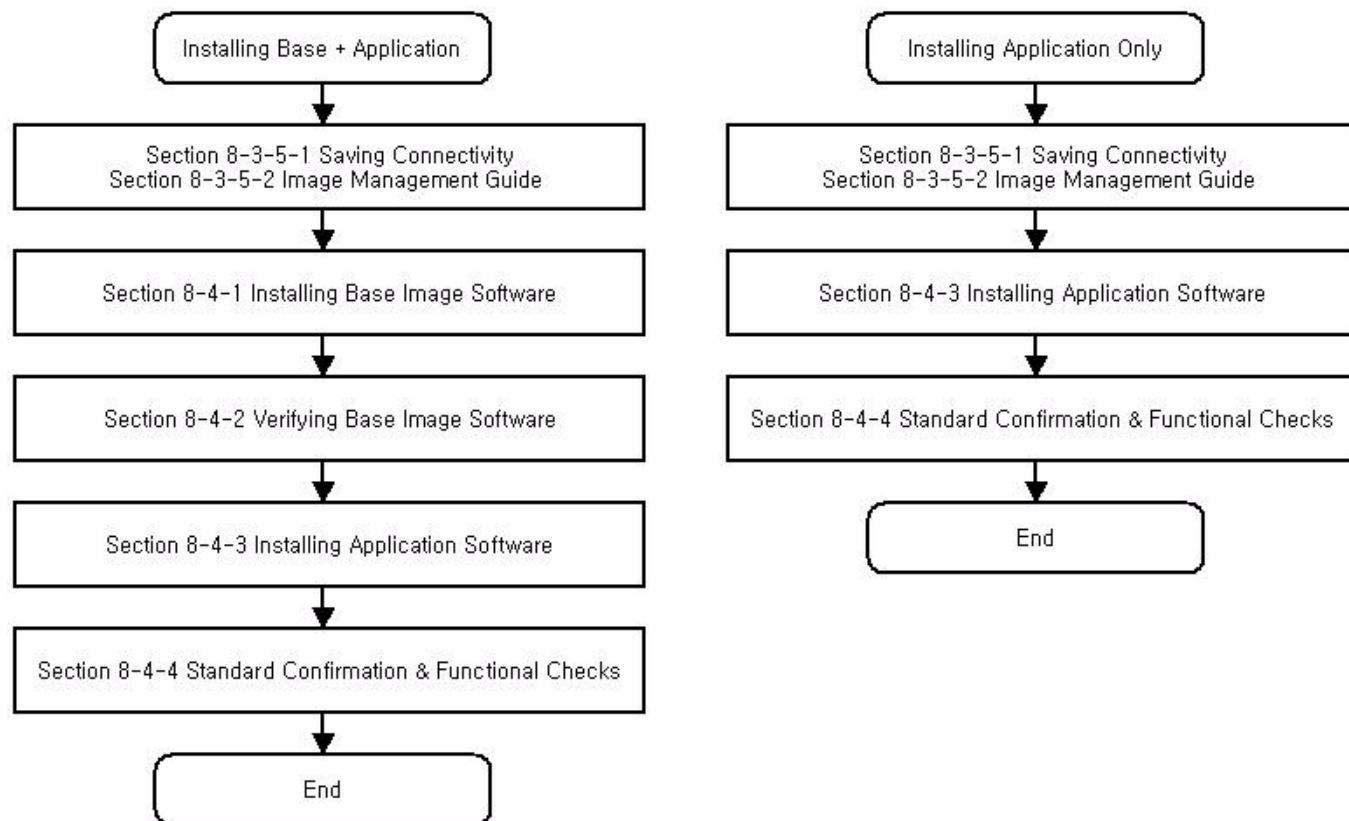 Installing Base + Application
Section 8-3-5-1 Saving Connectivity
Section 8-3-5-2 Image Management Guide
Section 8-4-1 Installing Base Image Software
Section 8-4-2 Verifying Base Image Software
Section 8-4-3 Installing Application Software
Section 8-4-4 Standard Confirmation & Functional Checks
End
Installing Application Only
Section 8-3-5-1 Saving Connectivity
Section 8-3-5-2 Image Management Guide
Section 8-4-3 Installing Application Software
Section 8-4-4 Standard Confirmation & Functional Checks
End